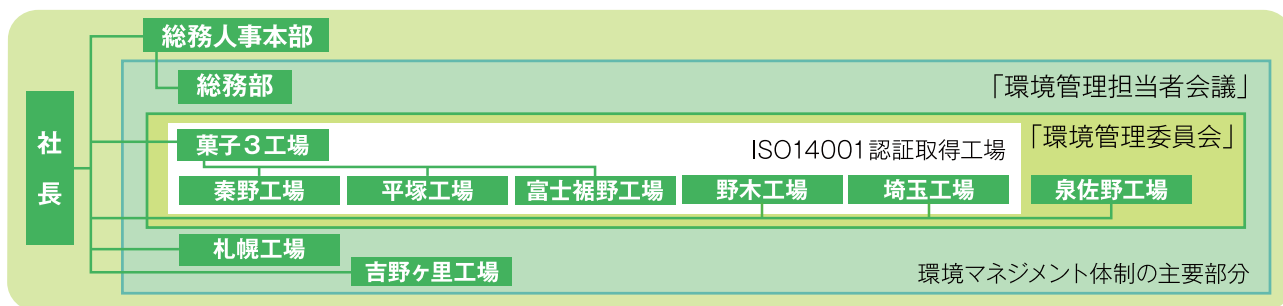 総務人事本部
総務部
「環境管理担当者会議」
社長
菓子3工場
ISO14001認証取得工場
「環境管理委員会」
秦野工場
平塚工場
富士裾野工場
野木工場
埼玉工場
泉佐野工場
札幌工場
吉野ヶ里工場
環境マネジメント体制の主要部分